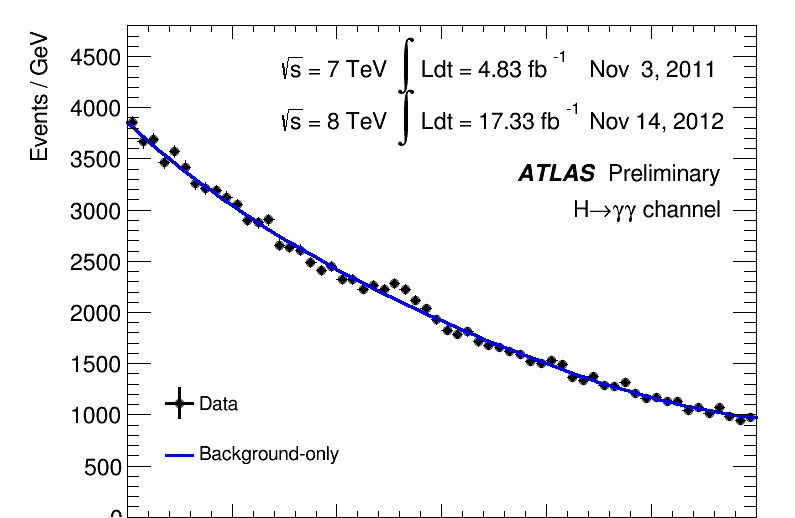 Events / GeV
4500
4000
3500
3000
2500
2000
1500
1000
500
0
√s = 7 TeV ∫ Ldt = 4.83 fb⁻¹ Nov 3, 2011
√s = 8 TeV ∫ Ldt = 17.33 fb⁻¹ Nov 14, 2012
ATLAS Preliminary
H→γγ channel
Data
Background-only